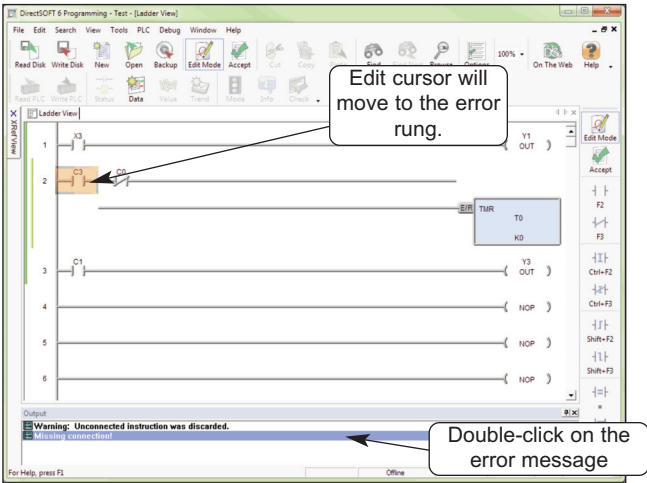 DirectSOFT 6 Programming - Test - [Ladder View]
File Edit Search View Tools PLC Debug Window Help
Read Disk Write Disk New Open Backup Edit Mode Accept Cut Copy Find Browse Options 100% On The Web Help
Read PLC Write PLC Status Data Value Trend Mode Info Check
Edit cursor will
move to the error
rung.
XRefView
Ladder View
1 X3 Y1
OUT
2 C3 C0
E/R TMR
T0
K0
3 C1 Y3
OUT
4 NOP
5 NOP
6 NOP
Edit Mode
Accept
F2
F3
Ctrl+F2
Ctrl+F3
Shift+F2
Shift+F3
Output
Warning: Unconnected instruction was discarded.
Missing connection!
Double-click on the
error message
For Help, press F1 Offline